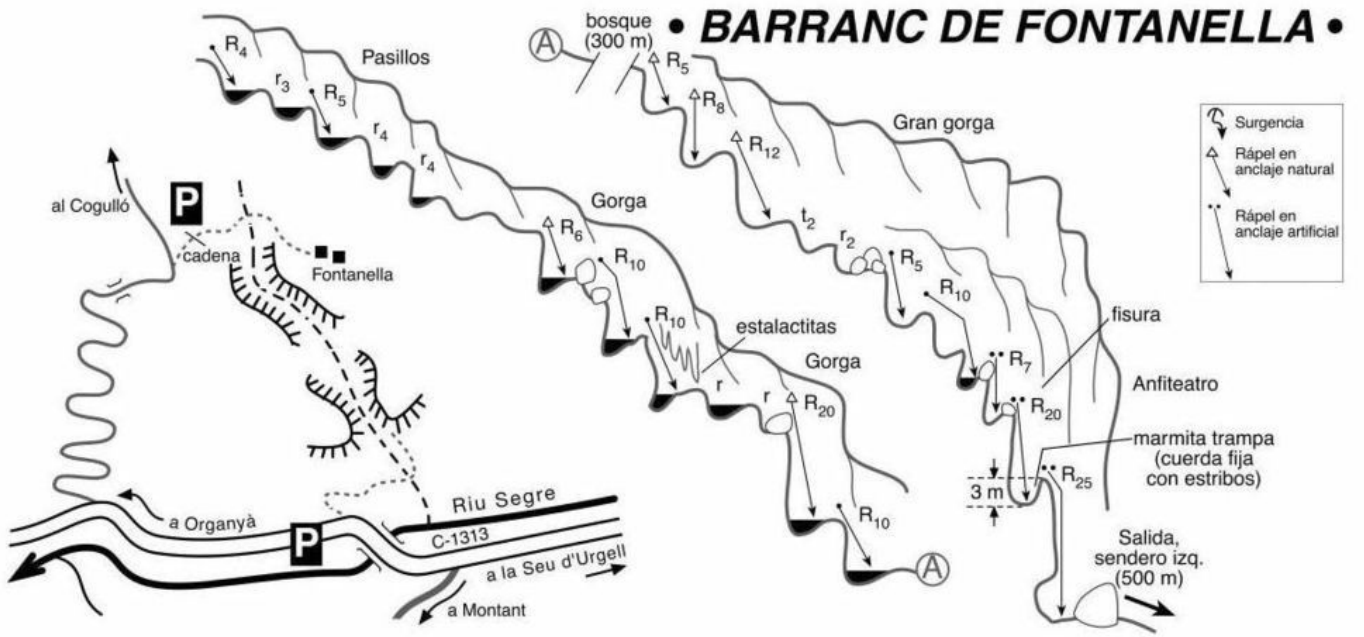 • BARRANC DE FONTANELLA •
R4
r3
R5
Pasillos
r4
r4
Gorga
R6
R10
R10
estalactitas
r
r
Gorga
R20
R10
A
A
bosque
(300 m)
R5
R8
R12
Gran gorga
t2
r2
R5
R10
R7
fisura
R20
Anfiteatro
marmita trampa
(cuerda fija
con estribos)
3 m
R25
Salida,
sendero izq.
(500 m)
Surgencia
Rápel en
anclaje natural
Rápel en
anclaje artificial
al Cogulló
P
cadena
Fontanella
a Organyà
P
Riu Segre
C-1313
a la Seu d'Urgell
a Montant